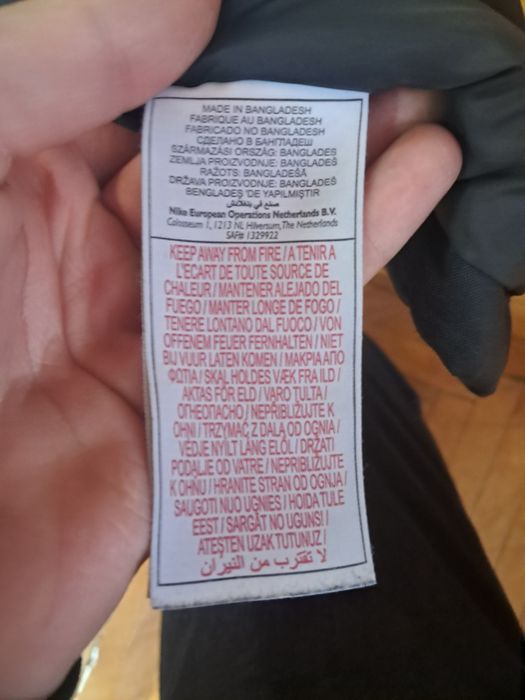 MADE IN BANGLADESH
FABRIQUE AU BANGLADESH
FABRICADO NO BANGLADESH
СДЕЛАНО В БАНГЛАДЕШ
SZÁRMAZÁSI ORSZÁG: BANGLADES
ZEMLJA PROIZVODNJE: BANGLADEŠ
RAŽOTS: BANGLADEŠĀ
DRŽAVA PROIZVODNJE: BANGLADEŠ
BENGLADEŞ 'DE YAPILMIŞTIR
صنع في بنغلادش
Nike European Operations Netherlands B.V.
Colosseum 1, 1213 NL Hilversum, The Netherlands
SAF# 1329922
KEEP AWAY FROM FIRE / A TENIR A
L'ECART DE TOUTE SOURCE DE
CHALEUR / MANTENER ALEJADO DEL
FUEGO / MANTER LONGE DE FOGO /
TENERE LONTANO DAL FUOCO / VON
OFFENEM FEUER FERNHALTEN / NIET
BIJ VUUR LATEN KOMEN / ΜΑΚΡΙΑ ΑΠΟ
ΦΩΤΙΑ / SKAL HOLDES VÆK FRA ILD /
AKTAS FÖR ELD / VARO TULTA /
ОГНЕОПАСНО / NEPŘIBLIŽUJTE K
OHNI / TRZYMAĆ Z DALA OD OGNIA /
VÉDJE NYÍLT LÁNG ELŐL / DRŽATI
PODALJE OD VATRE / NEPRIBLIŽUJTE
K OHŇU / HRANITE STRAN OD OGNJA /
SAUGOTI NUO UGNIES / HOIDA TULE
EEST / SARGĀT NO UGUNS! /
ATEŞTEN UZAK TUTUNUZ /
لا تقترب من النيران